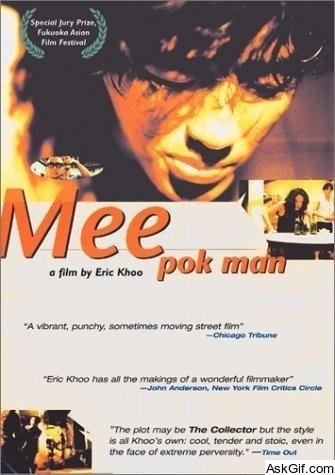 Special Jury Prize,
Fukuoka Asian
Film Festival
Mee
pok man
a film by Eric Khoo
"A vibrant, punchy, sometimes moving street film"
—Chicago Tribune
"Eric Khoo has all the makings of a wonderful filmmaker"
—John Anderson, New York Film Critics Circle
"The plot may be The Collector but the style
is all Khoo's own: cool, tender and stoic, even in
the face of extreme perversity." —Time Out
AskGif.com